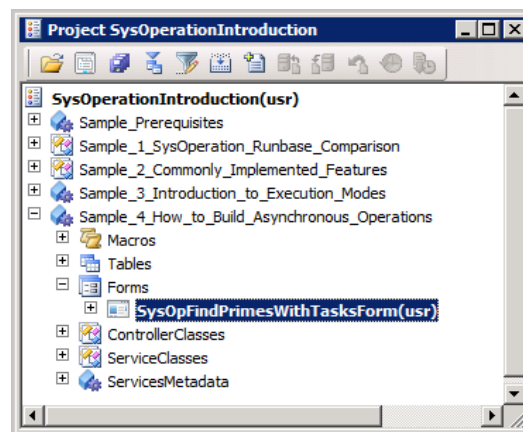 Project SysOperationIntroduction
SysOperationIntroduction(usr)
Sample_Prerequisites
Sample_1_SysOperation_Runbase_Comparison
Sample_2_Commonly_Implemented_Features
Sample_3_Introduction_to_Execution_Modes
Sample_4_How_to_Build_Asynchronous_Operations
Macros
Tables
Forms
SysOpFindPrimesWithTasksForm(usr)
ControllerClasses
ServiceClasses
ServicesMetadata